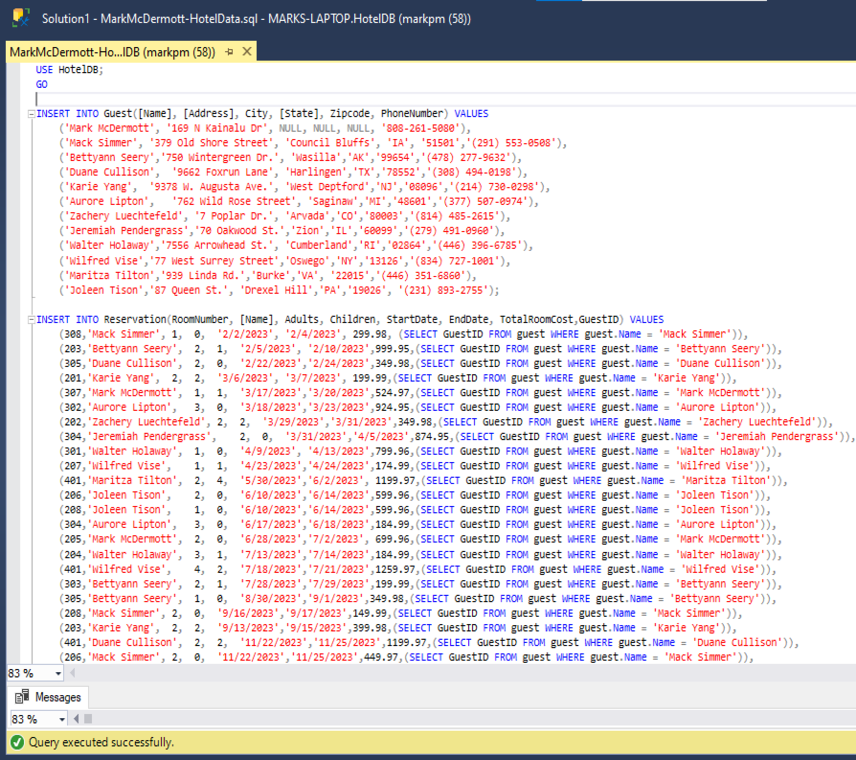 Solution1 - MarkMcDermott-HotelData.sql - MARKS-LAPTOP.HotelDB (markpm (58))
MarkMcDermott-Ho...lDB (markpm (58))
USE HotelDB;
GO
INSERT INTO Guest([Name], [Address], City, [State], Zipcode, PhoneNumber) VALUES
('Mark McDermott', '169 N Kainalu Dr', NULL, NULL, NULL, '808-261-5080'),
('Mack Simmer', '379 Old Shore Street', 'Council Bluffs', 'IA', '51501','(291) 553-0508'),
('Bettyann Seery','750 Wintergreen Dr.', 'Wasilla','AK','99654','(478) 277-9632'),
('Duane Cullison', '9662 Foxrun Lane', 'Harlingen','TX','78552','(308) 494-0198'),
('Karie Yang', '9378 W. Augusta Ave.', 'West Deptford','NJ','08096','(214) 730-0298'),
('Aurore Lipton', '762 Wild Rose Street', 'Saginaw','MI','48601','(377) 507-0974'),
('Zachery Luechtefeld', '7 Poplar Dr.', 'Arvada','CO','80003','(814) 485-2615'),
('Jeremiah Pendergrass','70 Oakwood St.','Zion','IL','60099','(279) 491-0960'),
('Walter Holaway','7556 Arrowhead St.', 'Cumberland','RI','02864','(446) 396-6785'),
('Wilfred Vise','77 West Surrey Street','Oswego','NY','13126','(834) 727-1001'),
('Maritza Tilton','939 Linda Rd.','Burke','VA', '22015','(446) 351-6860'),
('Joleen Tison','87 Queen St.', 'Drexel Hill','PA','19026', '(231) 893-2755');
INSERT INTO Reservation(RoomNumber, [Name], Adults, Children, StartDate, EndDate, TotalRoomCost,GuestID) VALUES
(308,'Mack Simmer', 1, 0, '2/2/2023', '2/4/2023', 299.98, (SELECT GuestID FROM guest WHERE guest.Name = 'Mack Simmer')),
(203,'Bettyann Seery', 2, 1, '2/5/2023', '2/10/2023',999.95,(SELECT GuestID FROM guest WHERE guest.Name = 'Bettyann Seery')),
(305,'Duane Cullison', 2, 0, '2/22/2023','2/24/2023',349.98,(SELECT GuestID FROM guest WHERE guest.Name = 'Duane Cullison')),
(201,'Karie Yang', 2, 2, '3/6/2023', '3/7/2023', 199.99,(SELECT GuestID FROM guest WHERE guest.Name = 'Karie Yang')),
(307,'Mark McDermott', 1, 1, '3/17/2023','3/20/2023',524.97,(SELECT GuestID FROM guest WHERE guest.Name = 'Mark McDermott')),
(302,'Aurore Lipton', 3, 0, '3/18/2023','3/23/2023',924.95,(SELECT GuestID FROM guest WHERE guest.Name = 'Aurore Lipton')),
(202,'Zachery Luechtefeld', 2, 2, '3/29/2023','3/31/2023',349.98,(SELECT GuestID FROM guest WHERE guest.Name = 'Zachery Luechtefeld')),
(304,'Jeremiah Pendergrass', 2, 0, '3/31/2023','4/5/2023',874.95,(SELECT GuestID FROM guest WHERE guest.Name = 'Jeremiah Pendergrass')),
(301,'Walter Holaway', 1, 0, '4/9/2023', '4/13/2023',799.96,(SELECT GuestID FROM guest WHERE guest.Name = 'Walter Holaway')),
(207,'Wilfred Vise', 1, 1, '4/23/2023','4/24/2023',174.99,(SELECT GuestID FROM guest WHERE guest.Name = 'Wilfred Vise')),
(401,'Maritza Tilton', 2, 4, '5/30/2023','6/2/2023', 1199.97,(SELECT GuestID FROM guest WHERE guest.Name = 'Maritza Tilton')),
(206,'Joleen Tison', 2, 0, '6/10/2023','6/14/2023',599.96,(SELECT GuestID FROM guest WHERE guest.Name = 'Joleen Tison')),
(208,'Joleen Tison', 1, 0, '6/10/2023','6/14/2023',599.96,(SELECT GuestID FROM guest WHERE guest.Name = 'Joleen Tison')),
(304,'Aurore Lipton', 3, 0, '6/17/2023','6/18/2023',184.99,(SELECT GuestID FROM guest WHERE guest.Name = 'Aurore Lipton')),
(205,'Mark McDermott', 2, 0, '6/28/2023','7/2/2023', 699.96,(SELECT GuestID FROM guest WHERE guest.Name = 'Mark McDermott')),
(204,'Walter Holaway', 3, 1, '7/13/2023','7/14/2023',184.99,(SELECT GuestID FROM guest WHERE guest.Name = 'Walter Holaway')),
(401,'Wilfred Vise', 4, 2, '7/18/2023','7/21/2023',1259.97,(SELECT GuestID FROM guest WHERE guest.Name = 'Wilfred Vise')),
(303,'Bettyann Seery', 2, 1, '7/28/2023','7/29/2023',199.99,(SELECT GuestID FROM guest WHERE guest.Name = 'Bettyann Seery')),
(305,'Bettyann Seery', 1, 0, '8/30/2023','9/1/2023',349.98,(SELECT GuestID FROM guest WHERE guest.Name = 'Bettyann Seery')),
(208,'Mack Simmer', 2, 0, '9/16/2023','9/17/2023',149.99,(SELECT GuestID FROM guest WHERE guest.Name = 'Mack Simmer')),
(203,'Karie Yang', 2, 2, '9/13/2023','9/15/2023',399.98,(SELECT GuestID FROM guest WHERE guest.Name = 'Karie Yang')),
(401,'Duane Cullison', 2, 2, '11/22/2023','11/25/2023',1199.97,(SELECT GuestID FROM guest WHERE guest.Name = 'Duane Cullison')),
(206,'Mack Simmer', 2, 0, '11/22/2023','11/25/2023',449.97,(SELECT GuestID FROM guest WHERE guest.Name = 'Mack Simmer')),
83 %
Messages
83 %
Query executed successfully.